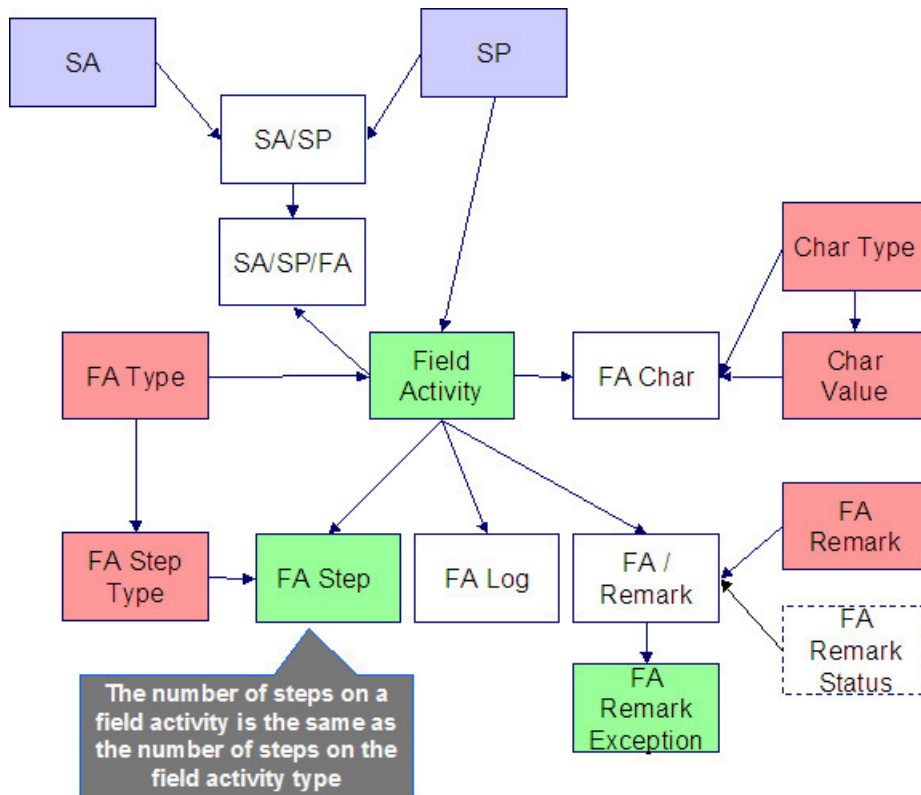 SA
SP
SA/SP
SA/SP/FA
Char Type
FA Type
Field
Activity
FA Char
Char
Value
FA Step
Type
FA Step
FA Log
FA /
Remark
FA
Remark
FA
Remark
Status
FA
Remark
Exception
The number of steps on a
field activity is the same as
the number of steps on the
field activity type